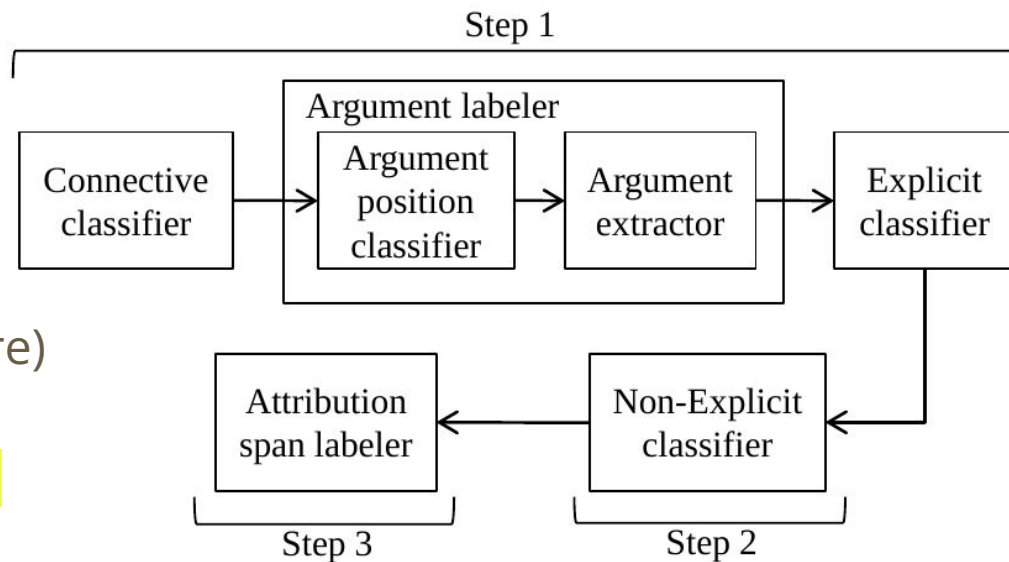 Step 1
Argument labeler
Connective
classifier
Argument
position
classifier
Argument
extractor
Explicit
classifier
re)
Attribution
span labeler
Non-Explicit
classifier
Step 3
Step 2